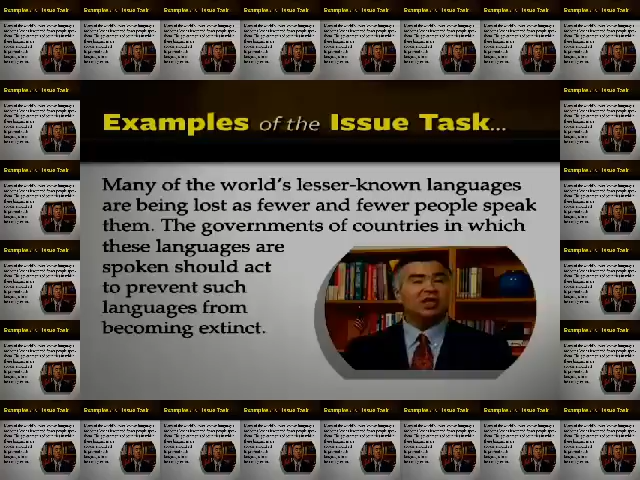 Examples of the Issue Task...
Many of the world's lesser-known languages
are being lost as fewer and fewer people speak
them. The governments of countries in which
these languages are
spoken should act
to prevent such
languages from
becoming extinct.